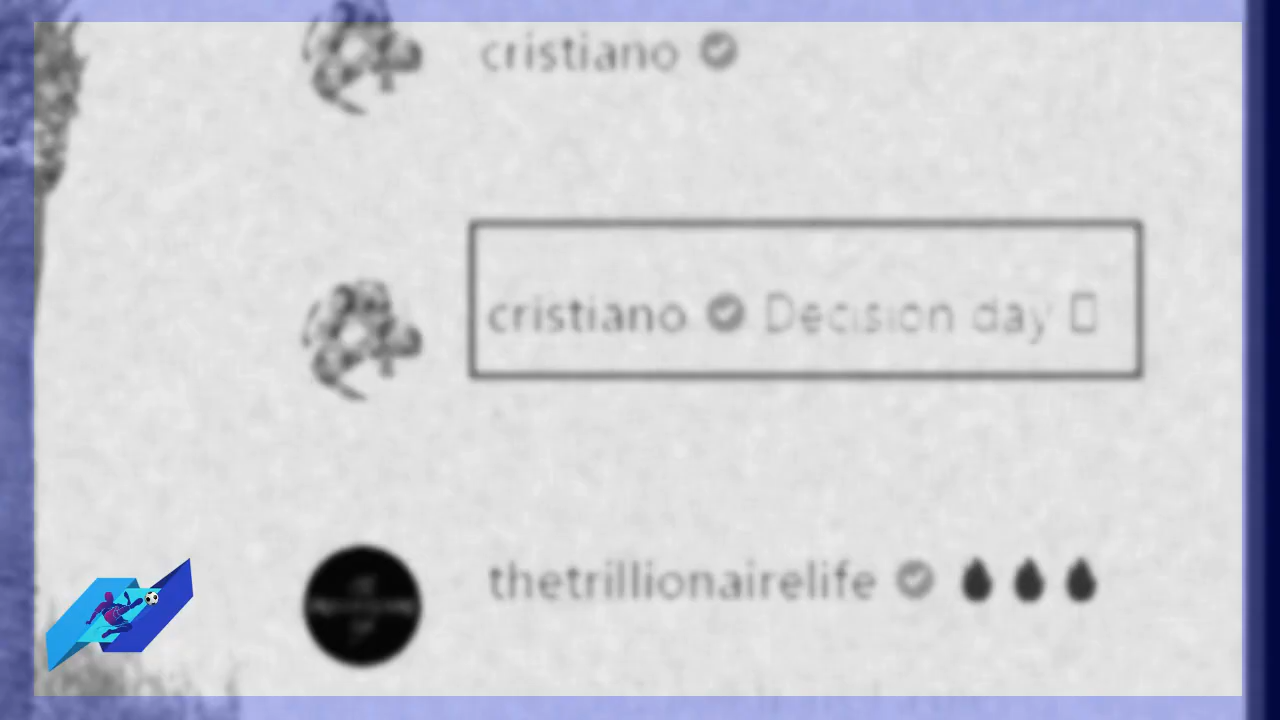 cristiano
cristiano Decision day
thetrillionairelife